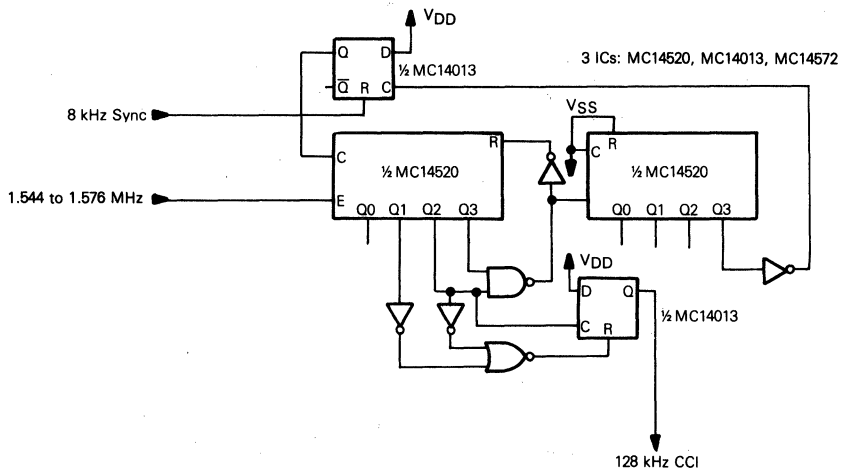 VDD
Q D
½ MC14013
Q̅ R C
3 ICs: MC14520, MC14013, MC14572
8 kHz Sync
VSS
R
R
C
C
½ MC14520
½ MC14520
1.544 to 1.576 MHz
E
Q0 Q1 Q2 Q3
Q0 Q1 Q2 Q3
VDD
D Q
½ MC14013
C R
128 kHz CCI